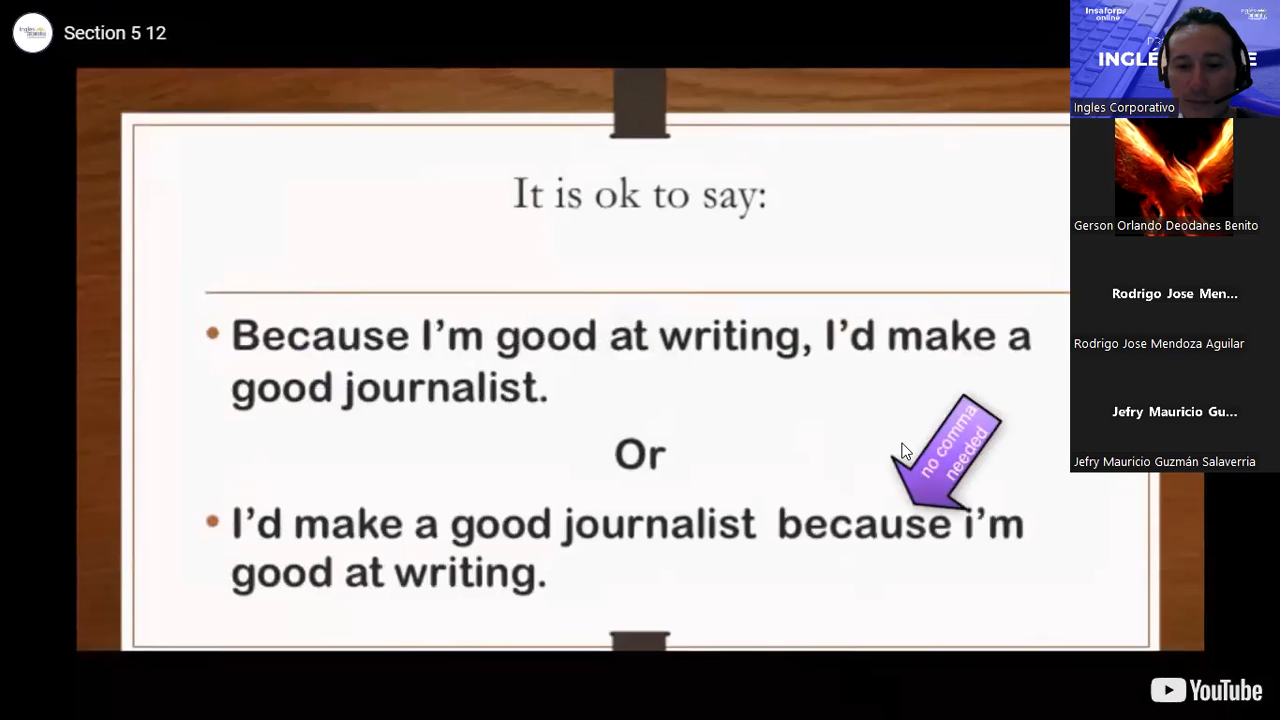 Section 5 12
It is ok to say:
• Because I’m good at writing, I’d make a
good journalist.
Or
no comma
needed
• I’d make a good journalist because i’m
good at writing.
Insaforp
online
INGLÉ
E
Ingles Corporativo
Gerson Orlando Deodanes Benito
Rodrigo Jose Men...
Rodrigo Jose Mendoza Aguilar
Jefry Mauricio Gu...
Jefry Mauricio Guzmán Salaverria
YouTube